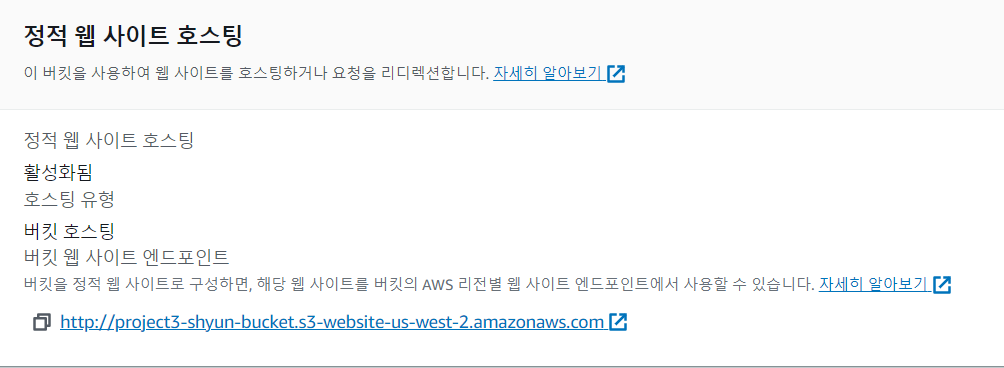 정적 웹 사이트 호스팅
이 버킷을 사용하여 웹 사이트를 호스팅하거나 요청을 리디렉션합니다. 자세히 알아보기
정적 웹 사이트 호스팅
활성화됨
호스팅 유형
버킷 호스팅
버킷 웹 사이트 엔드포인트
버킷을 정적 웹 사이트로 구성하면, 해당 웹 사이트를 버킷의 AWS 리전별 웹 사이트 엔드포인트에서 사용할 수 있습니다. 자세히 알아보기
http://project3-shyun-bucket.s3-website-us-west-2.amazonaws.com